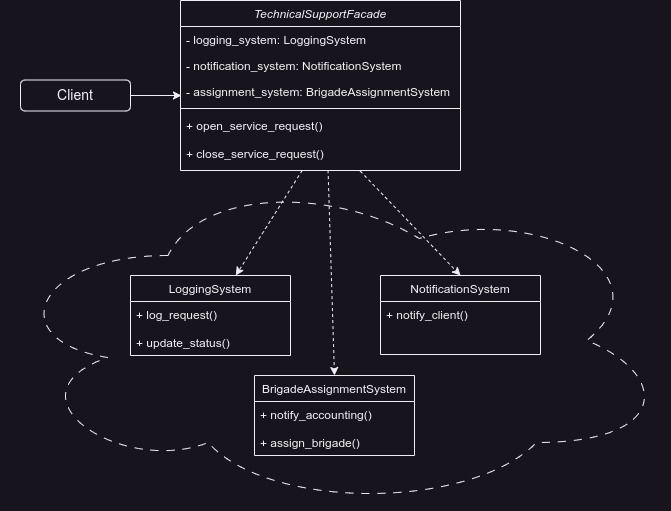 TechnicalSupportFacade
- logging_system: LoggingSystem
- notification_system: NotificationSystem
- assignment_system: BrigadeAssignmentSystem
Client
+ open_service_request()
+ close_service_request()
LoggingSystem
+ log_request()
+ update_status()
NotificationSystem
+ notify_client()
BrigadeAssignmentSystem
+ notify_accounting()
+ assign_brigade()